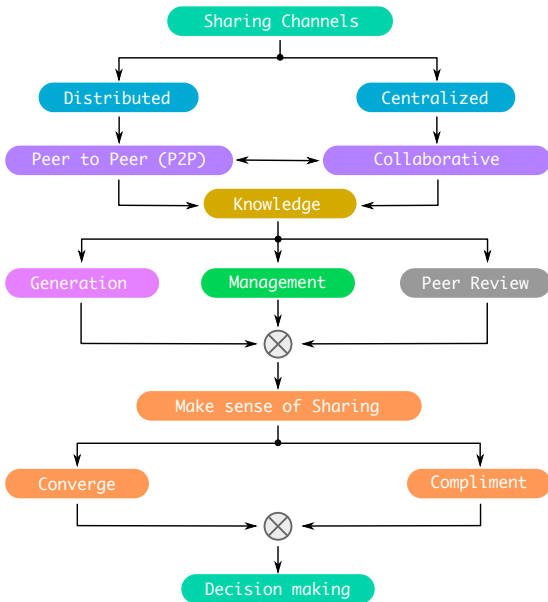 Sharing Channels
Distributed
Centralized
Peer to Peer (P2P)
Collaborative
Knowledge
Generation
Management
Peer Review
Make sense of Sharing
Converge
Compliment
Decision making